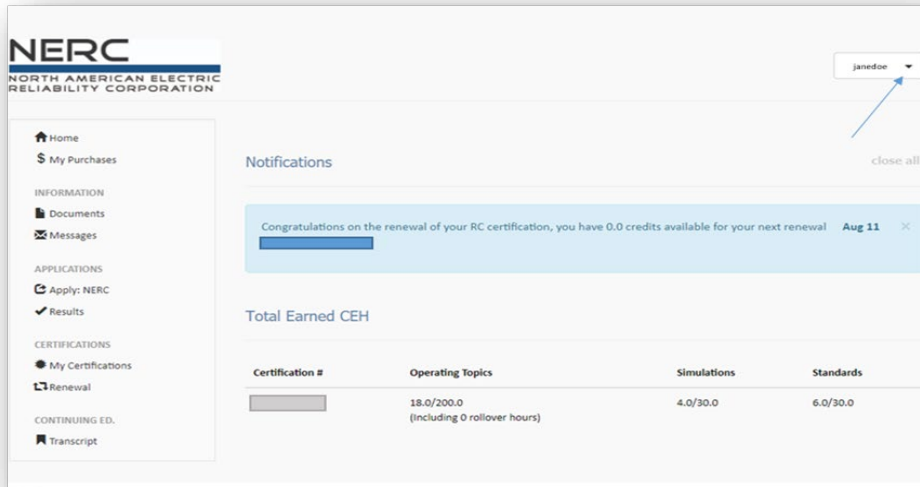 NERC
NORTH AMERICAN ELECTRIC
RELIABILITY CORPORATION
janedoe
Home
$ My Purchases
INFORMATION
Documents
Messages
APPLICATIONS
Apply: NERC
Results
CERTIFICATIONS
My Certifications
Renewal
CONTINUING ED.
Transcript
Notifications
close all
Congratulations on the renewal of your RC certification, you have 0.0 credits available for your next renewal Aug 11 ×
Total Earned CEH
Certification # Operating Topics Simulations Standards
18.0/200.0 4.0/30.0 6.0/30.0
(Including 0 rollover hours)